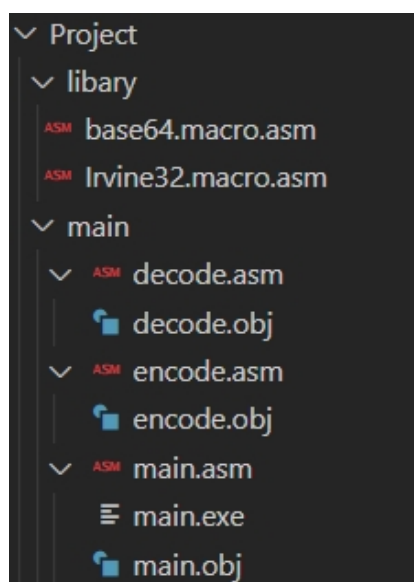 Project
libary
ASM base64.macro.asm
ASM Irvine32.macro.asm
main
ASM decode.asm
decode.obj
ASM encode.asm
encode.obj
ASM main.asm
main.exe
main.obj